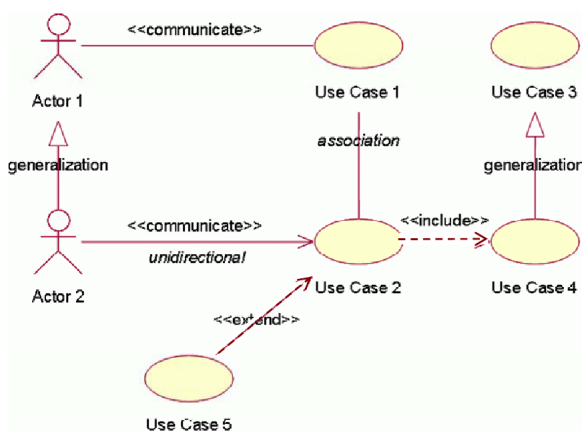 <<communicate>>
Actor 1
Use Case 1
Use Case 3
association
generalization
generalization
<<communicate>>
<<include>>
unidirectional
Actor 2
Use Case 2
Use Case 4
<<extend>>
Use Case 5